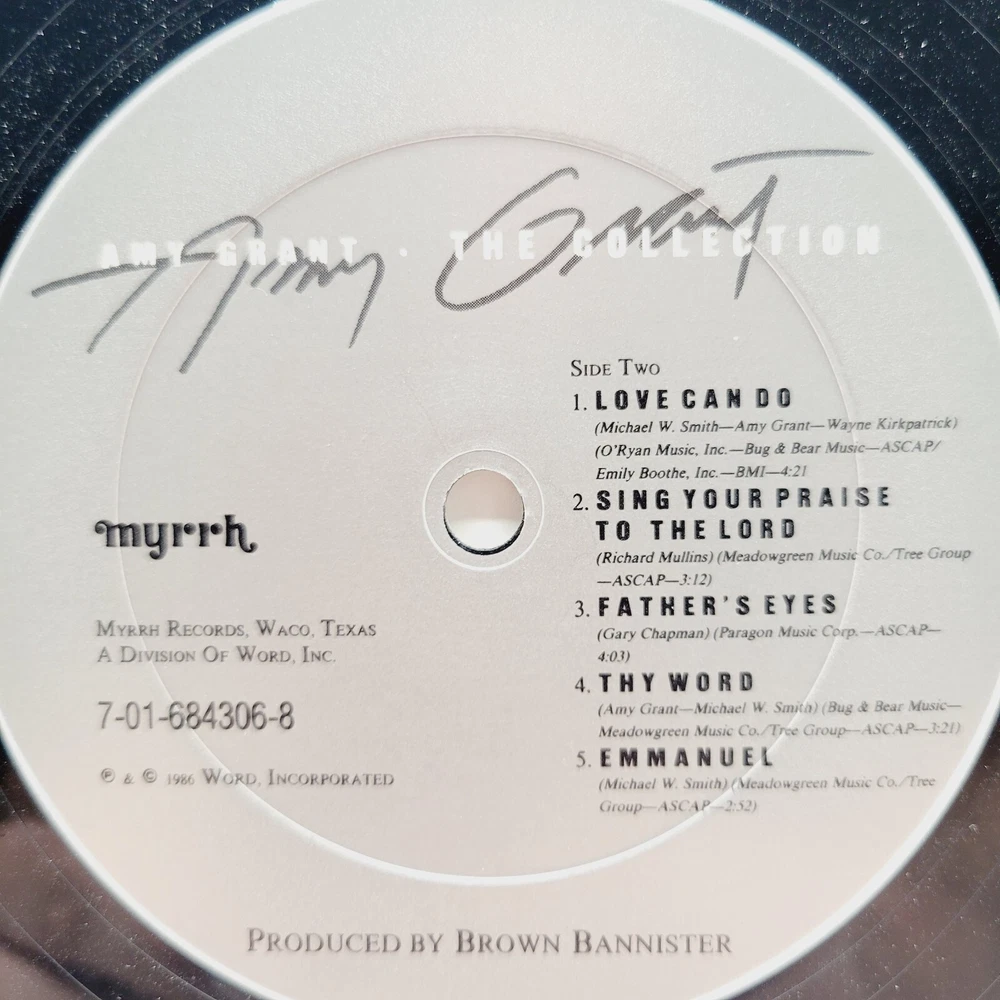 Amy Grant
AMY GRANT · THE COLLECTION
SIDE TWO
1. LOVE CAN DO
(Michael W. Smith—Amy Grant—Wayne Kirkpatrick)
(O'Ryan Music, Inc.—Bug & Bear Music—ASCAP/
Emily Boothe, Inc.—BMI—4:21
2. SING YOUR PRAISE
TO THE LORD
(Richard Mullins) (Meadowgreen Music Co./Tree Group
—ASCAP—3:12)
3. FATHER'S EYES
(Gary Chapman) (Paragon Music Corp.—ASCAP—
4:03)
4. THY WORD
(Amy Grant—Michael W. Smith) (Bug & Bear Music—
Meadowgreen Music Co./Tree Group—ASCAP—3:21)
5. EMMANUEL
(Michael W. Smith) (Meadowgreen Music Co./Tree
Group—ASCAP—2:52)
myrrh
MYRRH RECORDS, WACO, TEXAS
A DIVISION OF WORD, INC.
7-01-684306-8
℗ & © 1986 WORD, INCORPORATED
PRODUCED BY BROWN BANNISTER